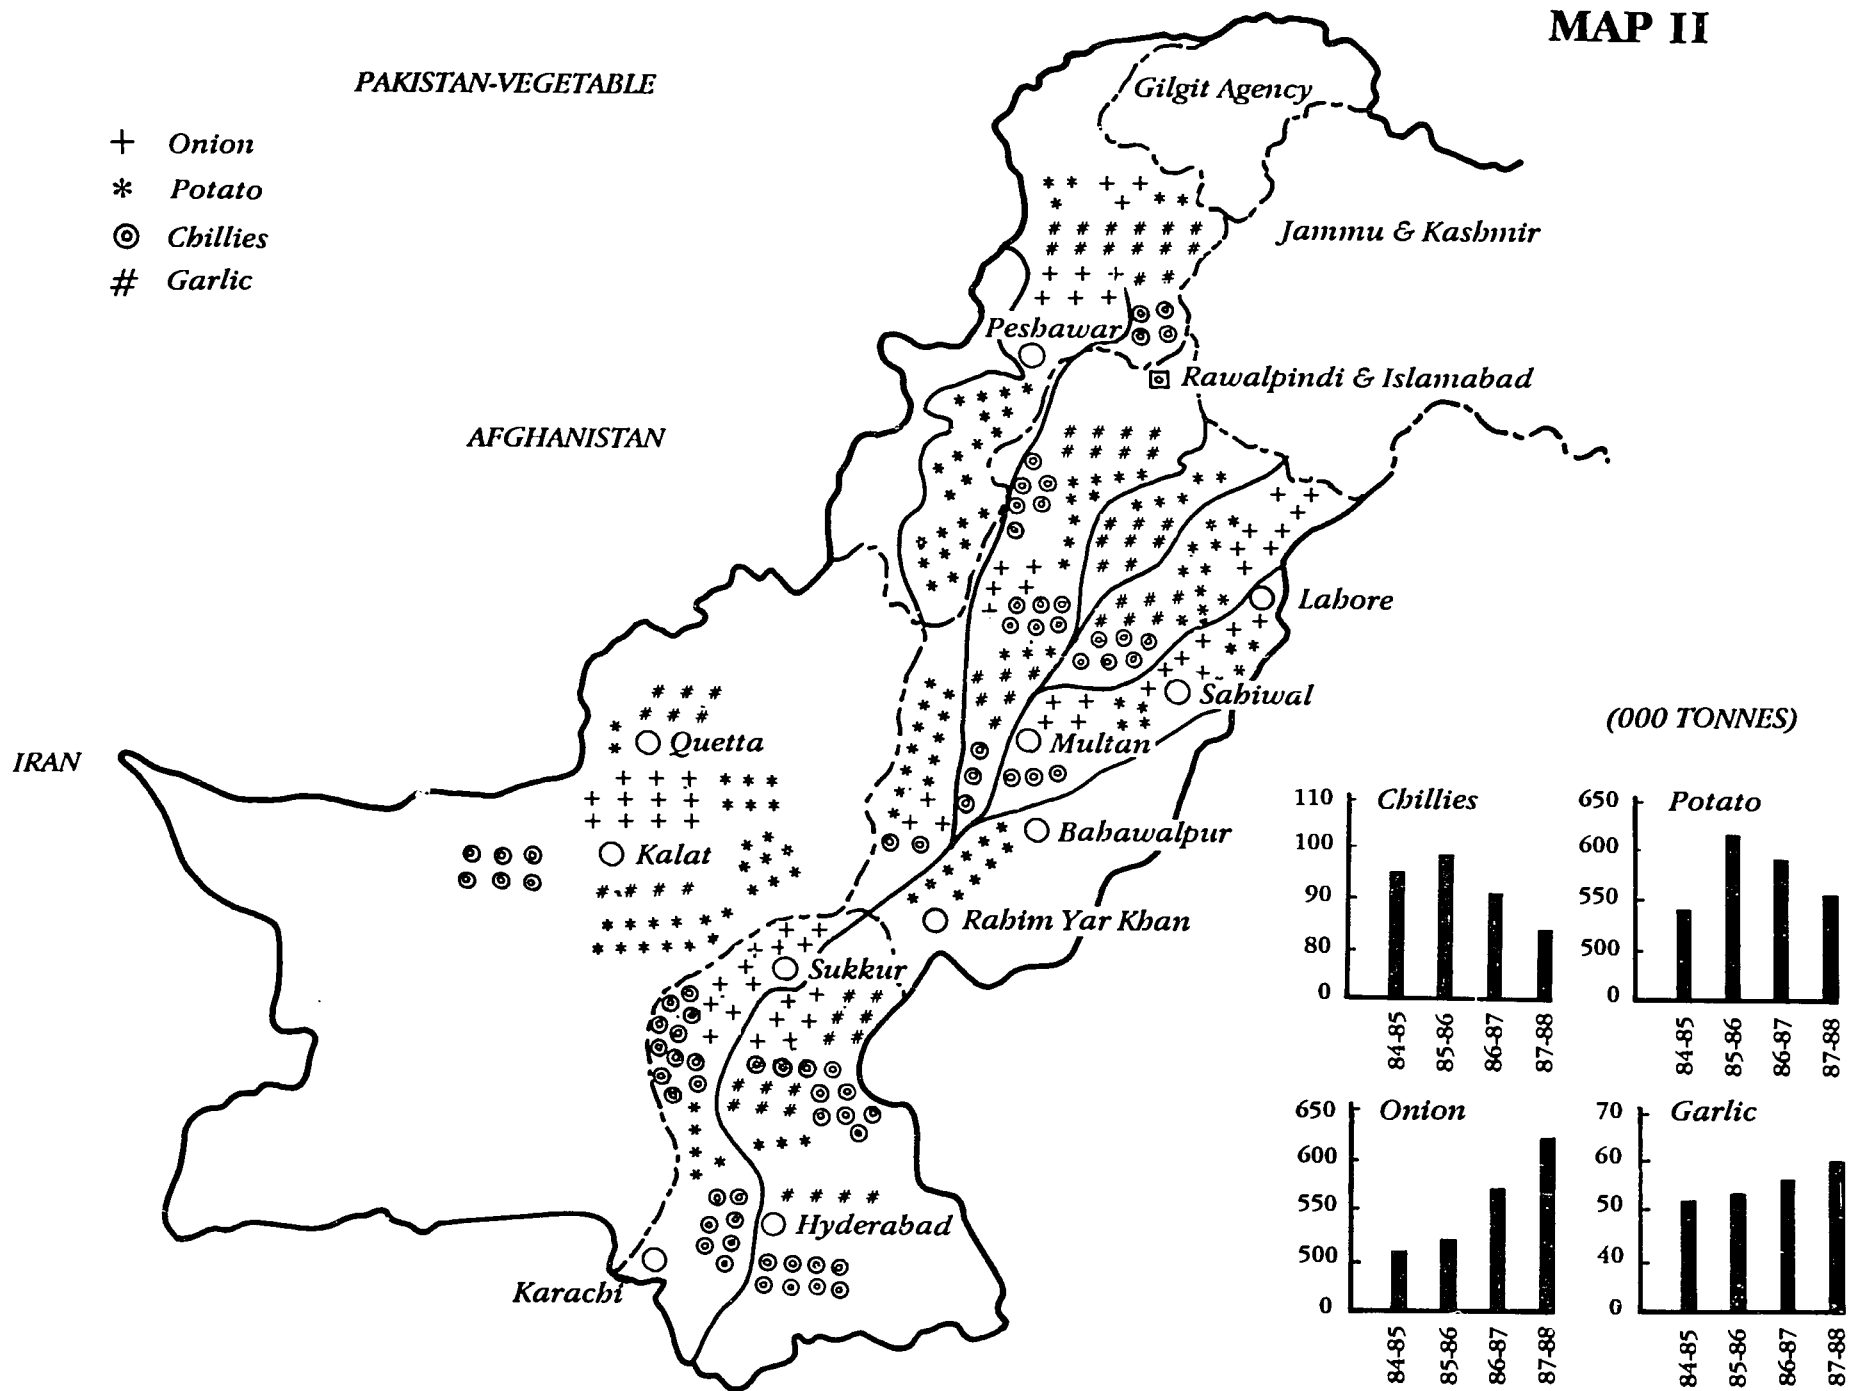 MAP II
PAKISTAN-VEGETABLE
+ Onion
* Potato
◎ Chillies
# Garlic
Gilgit Agency
Jammu & Kashmir
Peshawar
Rawalpindi & Islamabad
AFGHANISTAN
Lahore
Sahiwal
Quetta
Multan
IRAN
Kalat
Bahawalpur
Rahim Yar Khan
Sukkur
Hyderabad
Karachi
(000 TONNES)
Chillies
110
100
90
80
0
84-85 85-86 86-87 87-88
Potato
650
600
550
500
0
84-85 85-86 86-87 87-88
Onion
650
600
550
500
0
84-85 85-86 86-87 87-88
Garlic
70
60
50
40
0
84-85 85-86 86-87 87-88